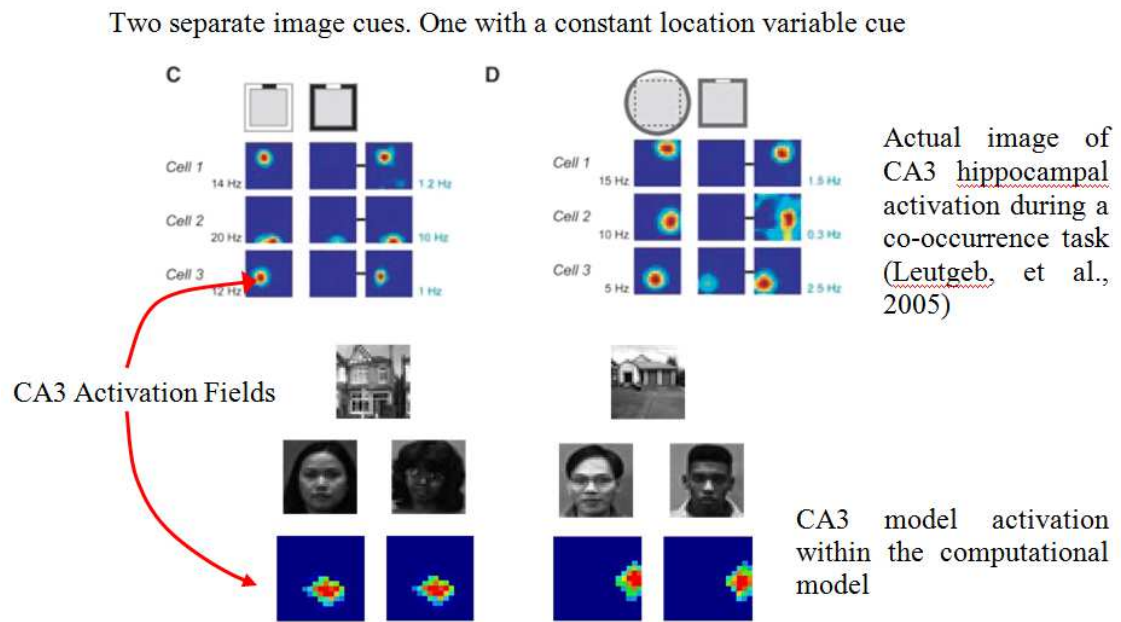 Two separate image cues. One with a constant location variable cue
C
D
Cell 1
14 Hz
1.2 Hz
Cell 2
20 Hz
10 Hz
Cell 3
12 Hz
1 Hz
Cell 1
15 Hz
1.5 Hz
Cell 2
10 Hz
0.3 Hz
Cell 3
5 Hz
2 5 Hz
Actual image of
CA3 hippocampal
activation during a
co-occurrence task
(Leutgeb, et al.,
2005)
CA3 Activation Fields
CA3 model activation
within the computational
model